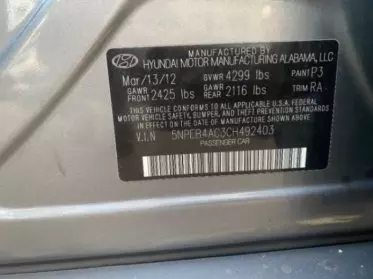 HYUNDAI MOTOR MANUFACTURING ALABAMA, LLC
Mar/13/12 GVWR 4299 lbs PAINT P3
GAWR FRONT 2425 lbs GAWR REAR 2116 lbs TRIM RA
THIS VEHICLE CONFORMS TO ALL APPLICABLE U.S.A. FEDERAL
MOTOR VEHICLE SAFETY, BUMPER, AND THEFT PREVENTION STANDARDS
IN EFFECT ON THE DATE OF MANUFACTURE SHOWN ABOVE.
V.I.N 5NPEB4AC3CH492403
PASSENGER CAR